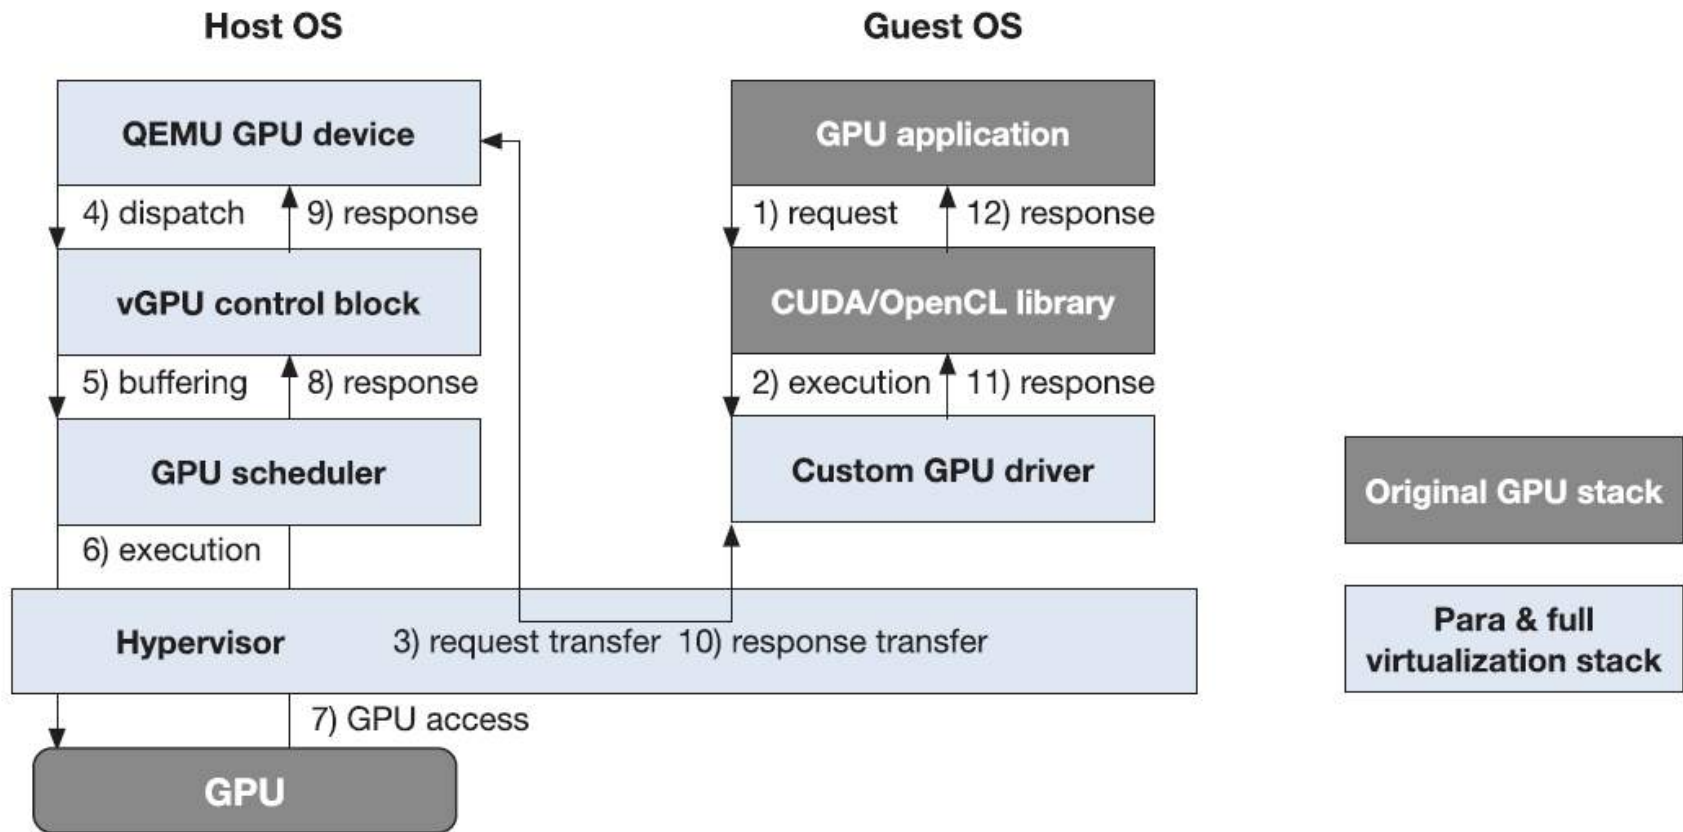 Host OS
Guest OS
QEMU GPU device
GPU application
4) dispatch
9) response
1) request
12) response
vGPU control block
CUDA/OpenCL library
5) buffering
8) response
2) execution
11) response
GPU scheduler
Custom GPU driver
Original GPU stack
6) execution
Hypervisor
3) request transfer
10) response transfer
Para & full
virtualization stack
7) GPU access
GPU